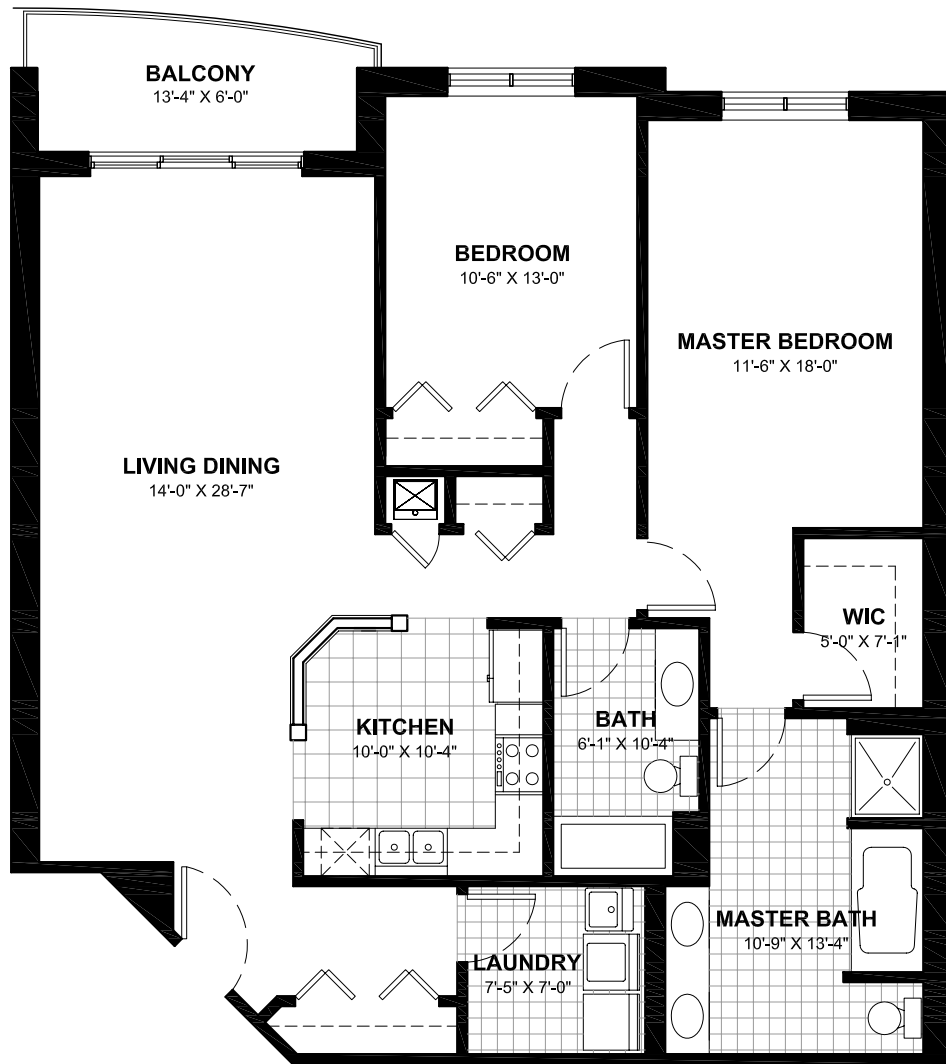 BALCONY
13'-4" X 6'-0"
BEDROOM
10'-6" X 13'-0"
MASTER BEDROOM
11'-6" X 18'-0"
LIVING DINING
14'-0" X 28'-7"
WIC
5'-0" X 7'-1"
KITCHEN
10'-0" X 10'-4"
BATH
6'-1" X 10'-4"
MASTER BATH
10'-9" X 13'-4"
LAUNDRY
7'-5" X 7'-0"